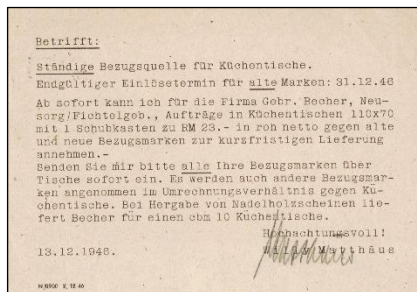 Betrifft:
Ständige Bezugsquelle für Küchentische.
Endgültiger Einlösetermin für alte Marken: 31.12.46
Ab sofort kann ich für die Firma Gebr. Becher, Neu-
sorg/Fichtelgeb., Aufträge in Küchentischen 110x70
mit 1 Schubkasten zu RM 23.- in roh netto gegen alte
und neue Bezugsmarken zur kurzfristigen Lieferung
annehmen.-
Senden Sie mir bitte alle Ihre Bezugsmarken über
Tische sofort ein. Es werden auch andere Bezugsmar-
ken angenommen im Umrechnungsverhältnis gegen Kü-
chentische. Bei Hergabe von Nadelholzscheinen lie-
fert Becher für einen cbm 10 Küchentische.
Hochachtungsvoll!
13.12.1946. Willy Matthäus